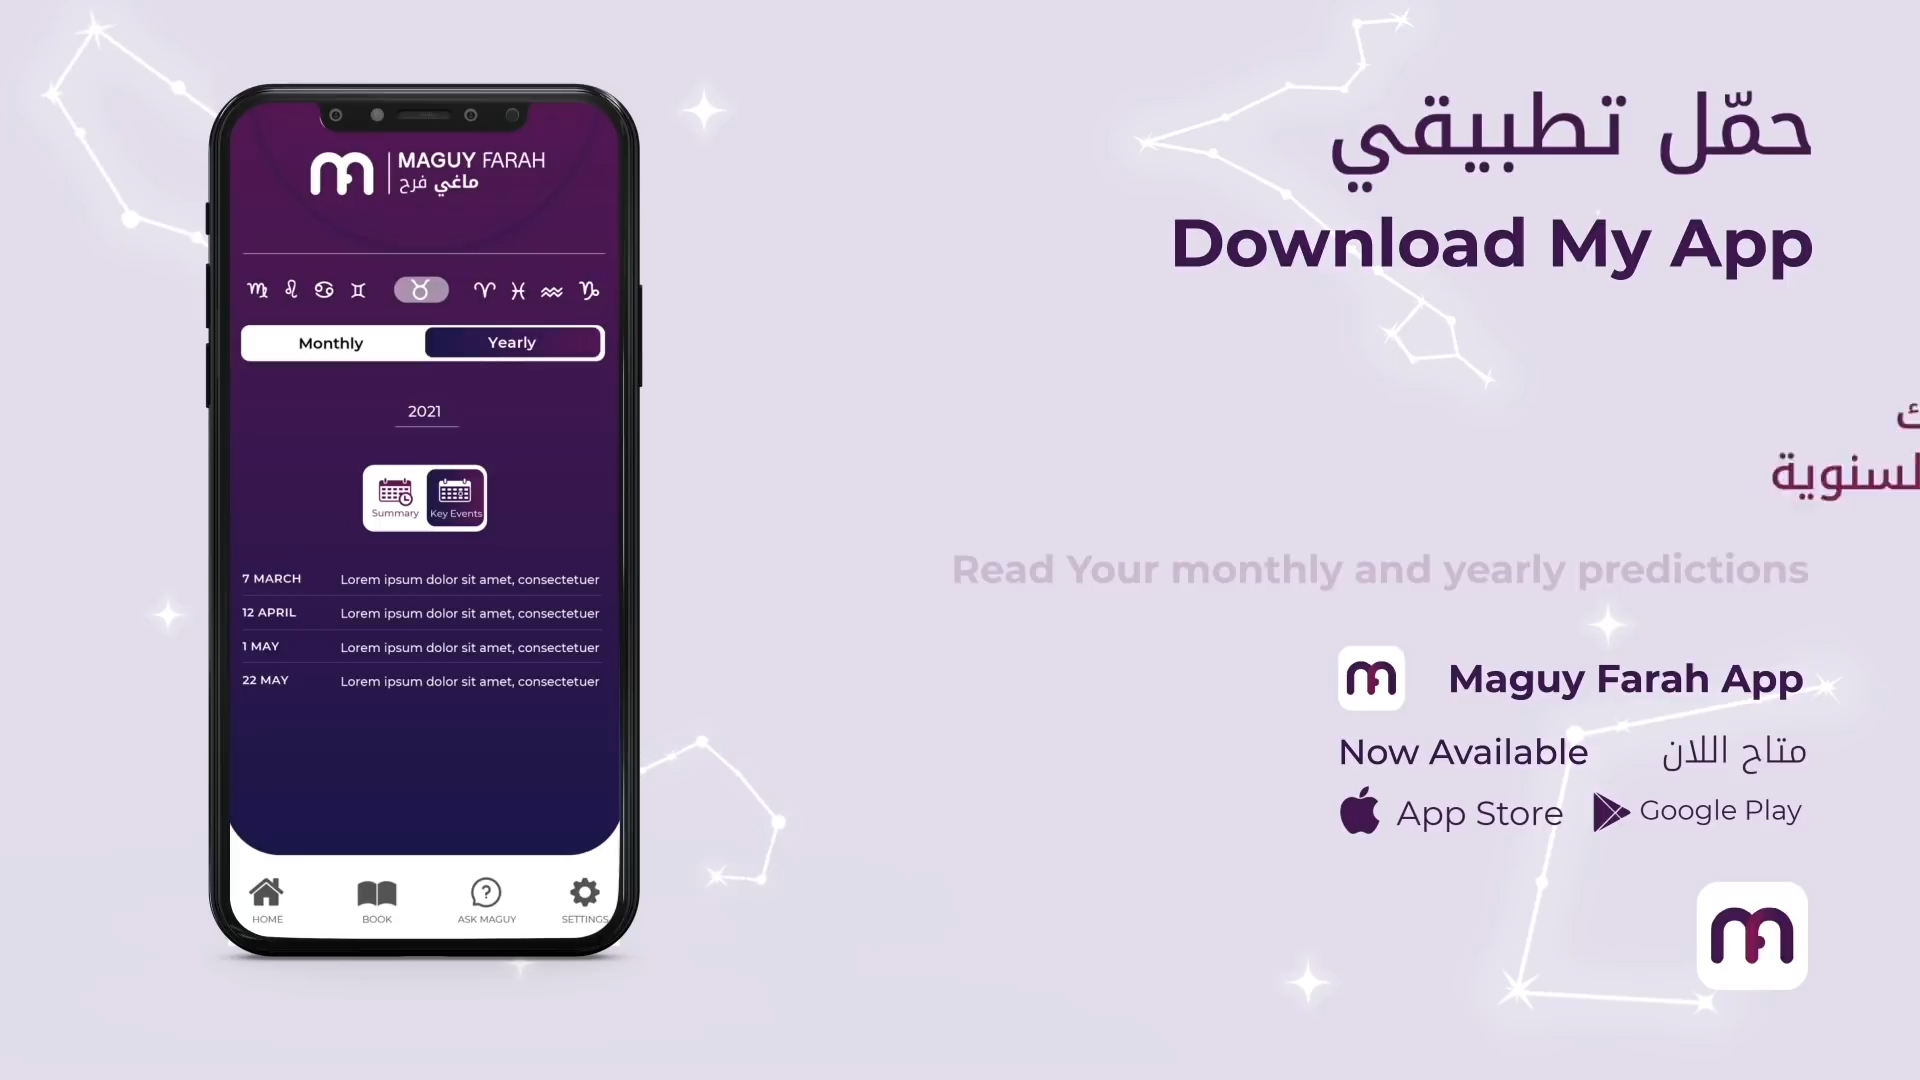 MAGUY FARAH
ماغي فرح
Monthly
Yearly
2021
Summary
Key Events
7 MARCH Lorem ipsum dolor sit amet, consectetuer
12 APRIL Lorem ipsum dolor sit amet, consectetuer
1 MAY Lorem ipsum dolor sit amet, consectetuer
22 MAY Lorem ipsum dolor sit amet, consectetuer
HOME
BOOK
ASK MAGUY
SETTINGS
حمّل تطبيقي
Download My App
لسنوية
Read Your monthly and yearly predictions
Maguy Farah App
Now Available
متاح اللان
App Store
Google Play